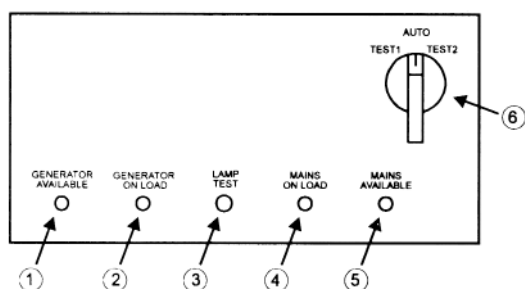 AUTO
TEST1 TEST2
6
GENERATOR AVAILABLE
GENERATOR ON LOAD
LAMP TEST
MAINS ON LOAD
MAINS AVAILABLE
1 2 3 4 5